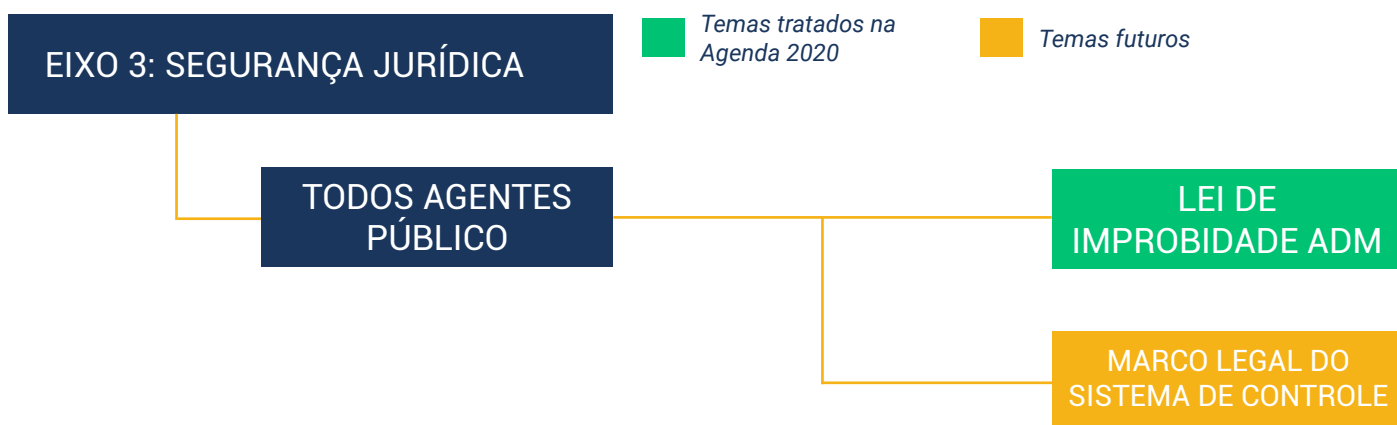 EIXO 3: SEGURANÇA JURÍDICA
Temas tratados na
Agenda 2020
Temas futuros
TODOS AGENTES
PÚBLICO
LEI DE
IMPROBIDADE ADM
MARCO LEGAL DO
SISTEMA DE CONTROLE